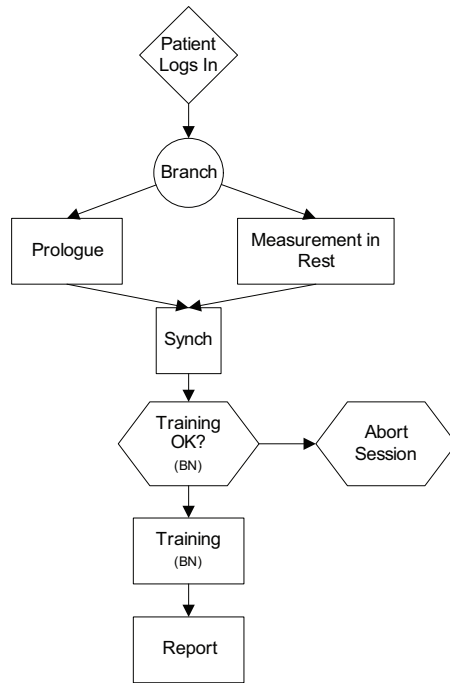 Patient
Logs In
Branch
Prologue
Measurement in
Rest
Synch
Training
OK?
(BN)
Abort
Session
Training
(BN)
Report